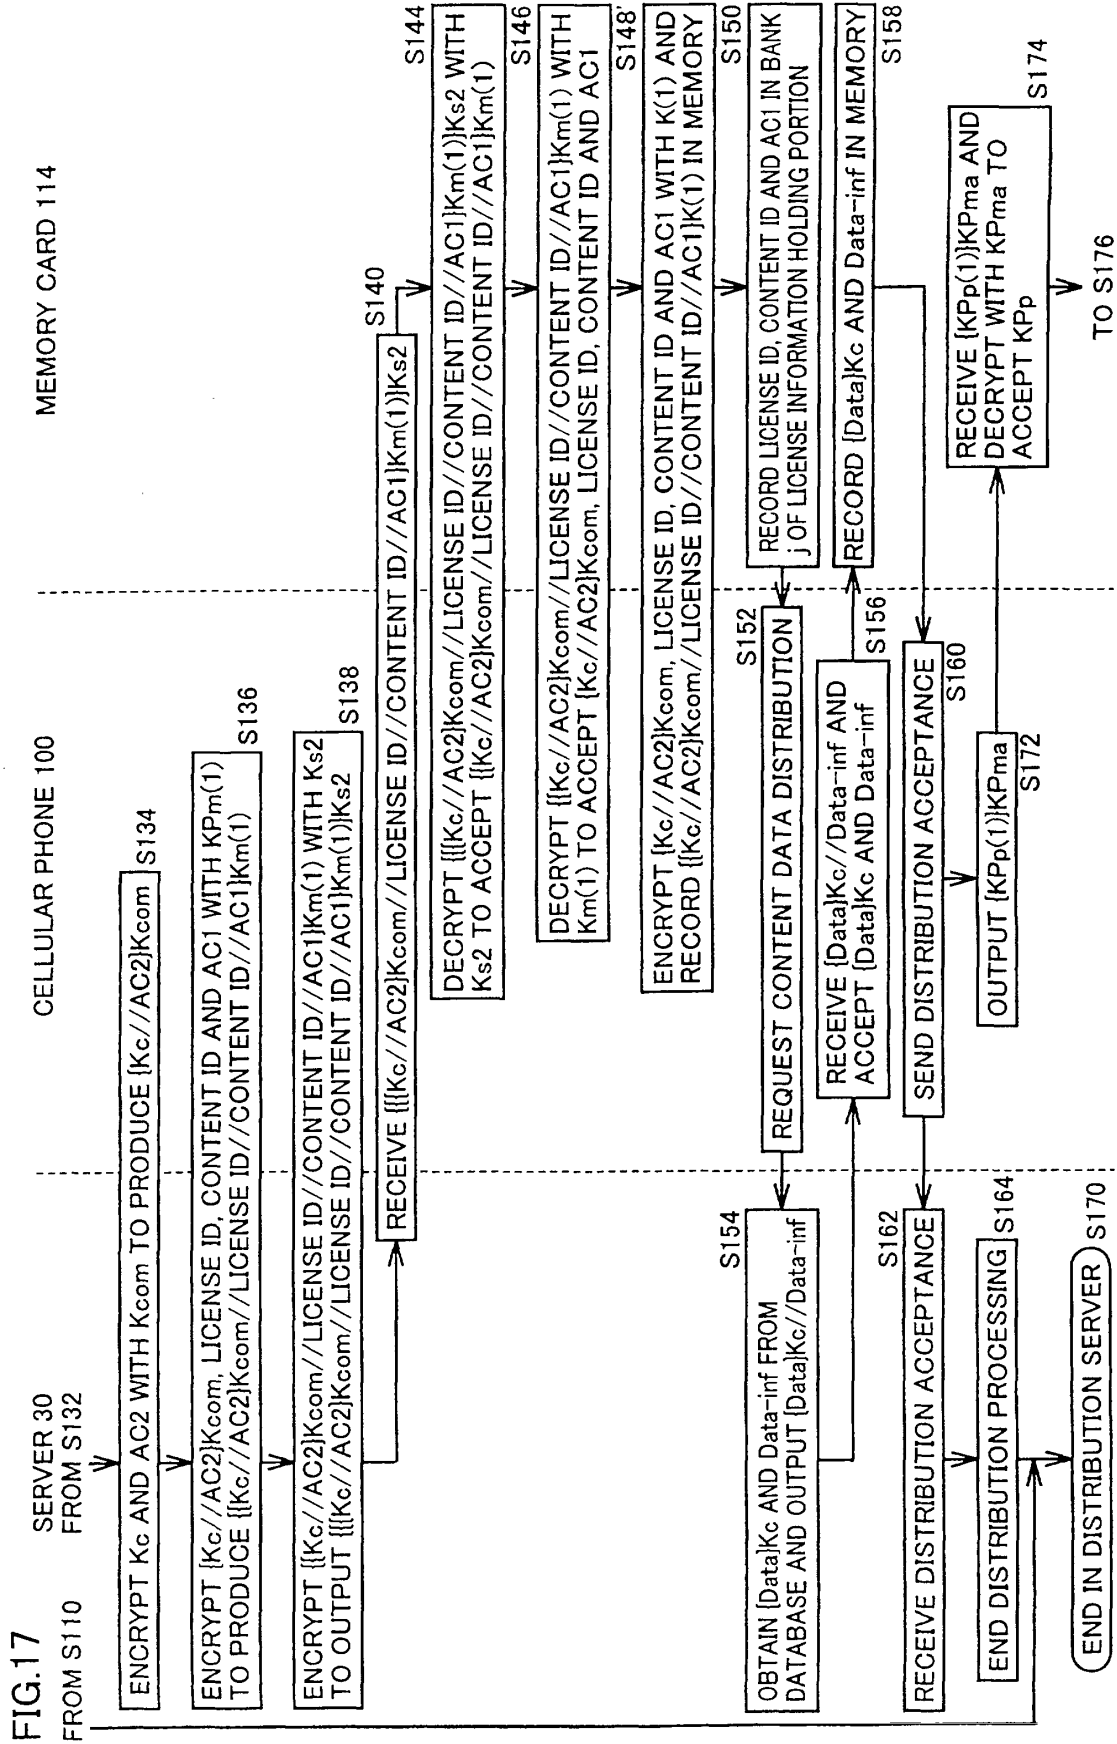 FIG.17
SERVER 30
CELLULAR PHONE 100
MEMORY CARD 114
FROM S110
FROM S132
ENCRYPT Kc AND AC2 WITH Kcom TO PRODUCE {Kc//AC2}Kcom
S134
ENCRYPT {Kc//AC2}Kcom, LICENSE ID, CONTENT ID AND AC1 WITH KPm(1)
TO PRODUCE {{Kc//AC2}Kcom//LICENSE ID//CONTENT ID//AC1}Km(1)
S136
ENCRYPT {{Kc//AC2}Kcom//LICENSE ID//CONTENT ID//AC1}Km(1) WITH Ks2
TO OUTPUT {{{Kc//AC2}Kcom//LICENSE ID//CONTENT ID//AC1}Km(1)}Ks2
S138
RECEIVE {{{Kc//AC2}Kcom//LICENSE ID//CONTENT ID//AC1}Km(1)}Ks2
S140
S144
DECRYPT {{{Kc//AC2}Kcom//LICENSE ID//CONTENT ID//AC1}Km(1)}Ks2 WITH
Ks2 TO ACCEPT {{Kc//AC2}Kcom//LICENSE ID//CONTENT ID//AC1}Km(1)
S146
DECRYPT {{Kc//AC2}Kcom//LICENSE ID//CONTENT ID//AC1}Km(1) WITH
Km(1) TO ACCEPT {Kc//AC2}Kcom, LICENSE ID, CONTENT ID AND AC1
S148'
ENCRYPT {Kc//AC2}Kcom, LICENSE ID, CONTENT ID AND AC1 WITH K(1) AND
RECORD {{Kc//AC2}Kcom//LICENSE ID//CONTENT ID//AC1}K(1) IN MEMORY
S150
RECORD LICENSE ID, CONTENT ID AND AC1 IN BANK
j OF LICENSE INFORMATION HOLDING PORTION
S152
REQUEST CONTENT DATA DISTRIBUTION
S154
OBTAIN {Data}Kc AND Data-inf FROM
DATABASE AND OUTPUT {Data}Kc//Data-inf
RECEIVE {Data}Kc//Data-inf AND
ACCEPT {Data}Kc AND Data-inf
S156
RECORD {Data}Kc AND Data-inf IN MEMORY
S158
SEND DISTRIBUTION ACCEPTANCE
S160
S162
RECEIVE DISTRIBUTION ACCEPTANCE
END DISTRIBUTION PROCESSING
S164
END IN DISTRIBUTION SERVER
S170
OUTPUT {KPp(1)}KPma
S172
RECEIVE {KPp(1)}KPma AND
DECRYPT WITH KPma TO
ACCEPT KPp
S174
TO S176